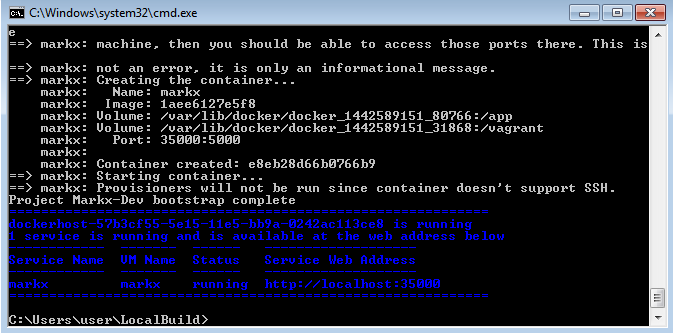 C:\Windows\system32\cmd.exe
e
==> markx: machine, then you should be able to access those ports there. This is
==> markx: not an error, it is only an informational message.
==> markx: Creating the container...
    markx:   Name: markx
    markx:  Image: 1aee6127e5f8
    markx: Volume: /var/lib/docker/docker_1442589151_80766:/app
    markx: Volume: /var/lib/docker/docker_1442589151_31868:/vagrant
    markx:   Port: 35000:5000
    markx:
    markx: Container created: e8eb28d66b0766b9
==> markx: Starting container...
==> markx: Provisioners will not be run since container doesn't support SSH.
Project Markx-Dev bootstrap complete
dockerhost-57b3cf55-5e15-11e5-bb9a-0242ac113ce8 is running
1 service is running and is available at the web address below
Service Name  VM Name  Status   Service Web Address
markx         markx    running  http://localhost:35000
C:\Users\user\LocalBuild>